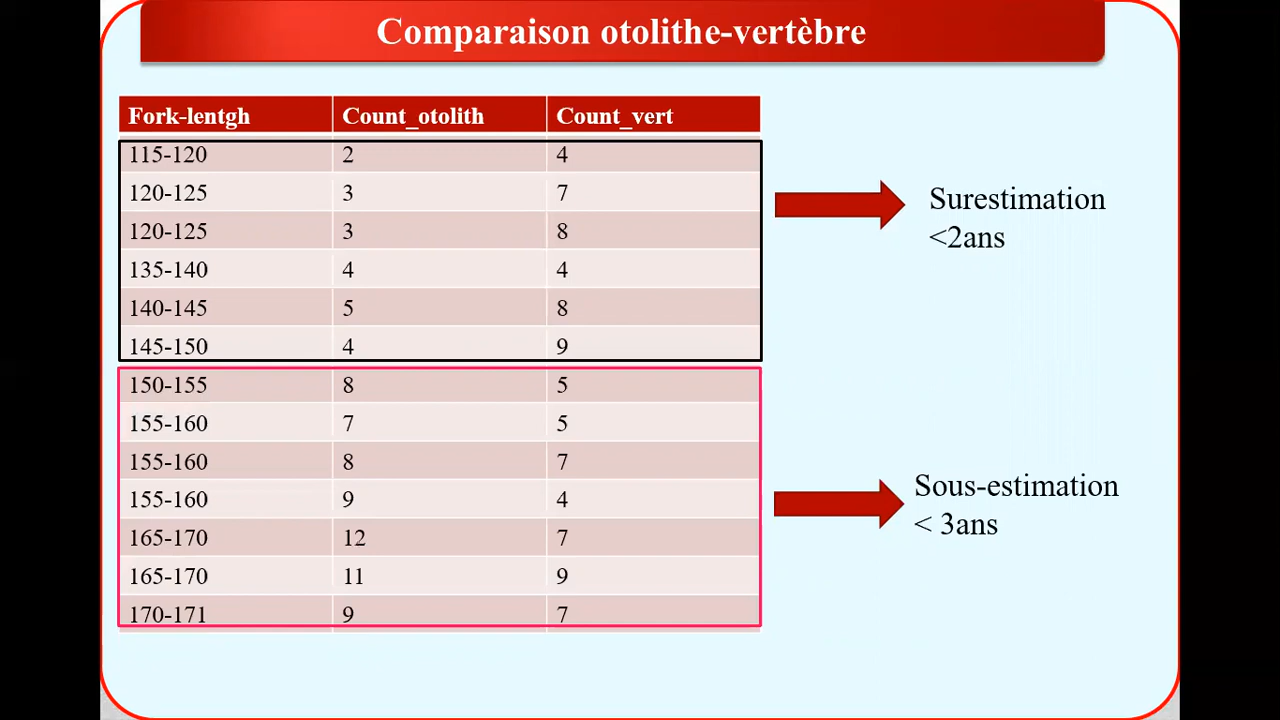 Comparaison otolithe-vertèbre
Fork-lentgh Count_otolith Count_vert
115-120 2 4
120-125 3 7
120-125 3 8
135-140 4 4
140-145 5 8
145-150 4 9
150-155 8 5
155-160 7 5
155-160 8 7
155-160 9 4
165-170 12 7
165-170 11 9
170-171 9 7
Surestimation
<2ans
Sous-estimation
< 3ans